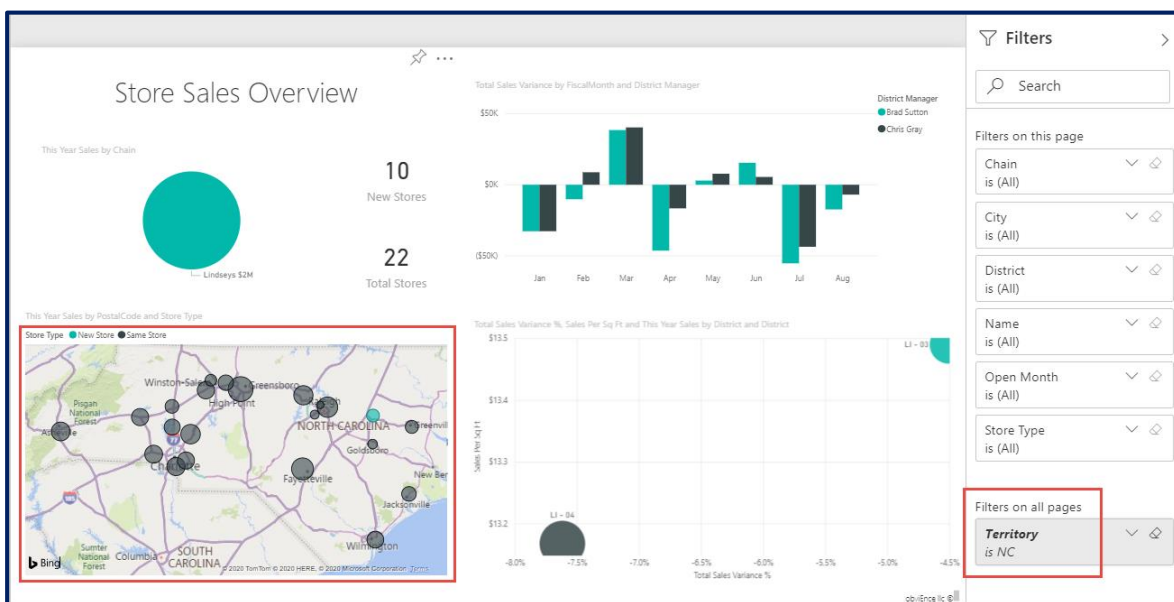 Store Sales Overview
This Year Sales by Chain
Lindseys $2M
10
New Stores
22
Total Stores
Total Sales Variance by FiscalMonth and District Manager
District Manager
Brad Sutton
Chris Gray
$50K
$0K
($50K)
Jan Feb Mar Apr May Jun Jul Aug
This Year Sales by PostalCode and Store Type
Store Type New Store Same Store
Winston-Sale
Greensboro
High Point
Pisgan
National
Forest
Asheville
NORTH CAROLINA
Greenvil
Goldsboro
Charlotte
Fayetteville
New Ber
Jacksonville
Wilmington
Sumter
National
Forest
Columbia
SOUTH
CAROLINA
Bing
© 2020 TomTom © 2020 HERE, © 2020 Microsoft Corporation Terms
Total Sales Variance %, Sales Per Sq Ft and This Year Sales by District and District
$13.5
$13.4
$13.3
$13.2
Sales Per Sq Ft
LI - 03
LI - 04
-8.0% -7.5% -7.0% -6.5% -6.0% -5.5% -5.0% -4.5%
Total Sales Variance %
obviEnce llc ©
Filters
Search
Filters on this page
Chain
is (All)
City
is (All)
District
is (All)
Name
is (All)
Open Month
is (All)
Store Type
is (All)
Filters on all pages
Territory
is NC